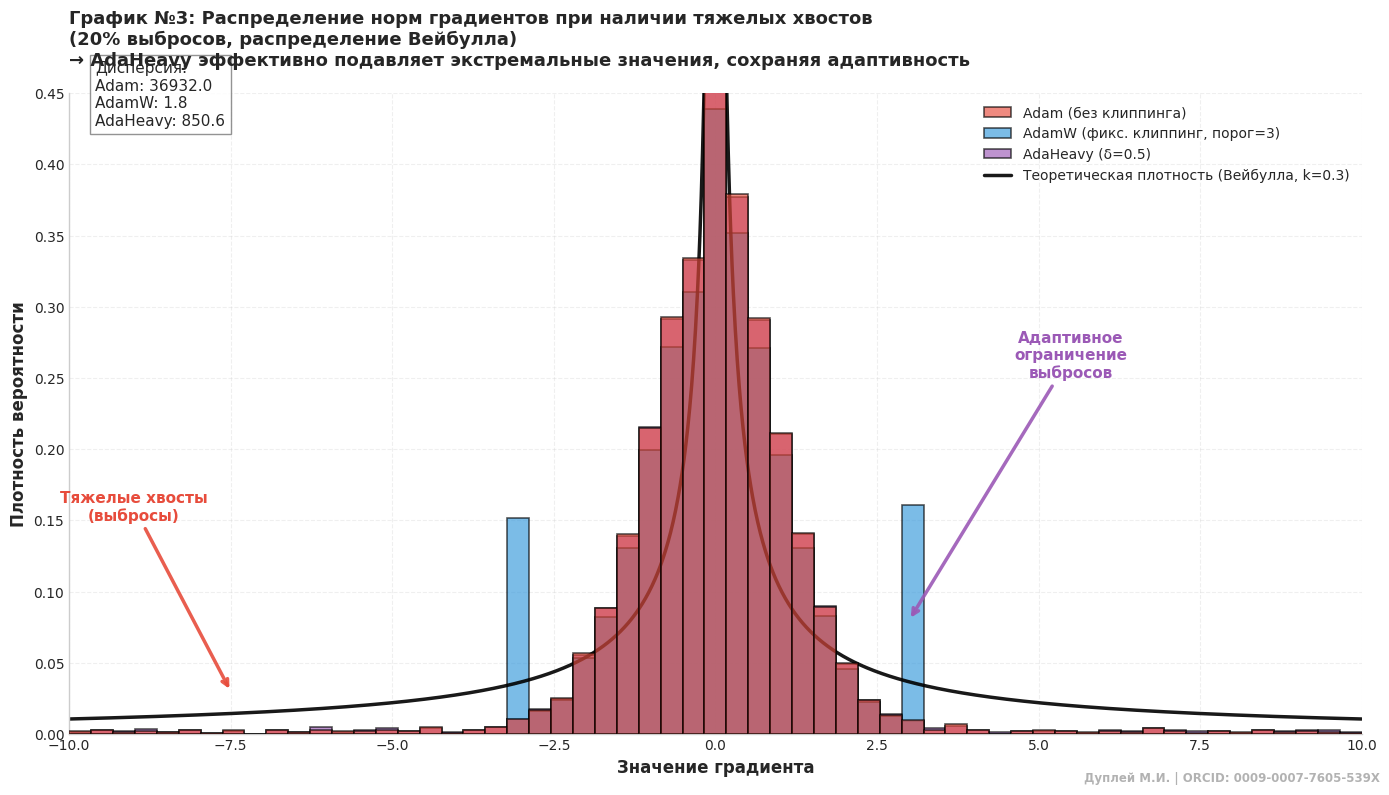 График №3: Распределение норм градиентов при наличии тяжелых хвостов
(20% выбросов, распределение Вейбулла)
→ AdaHeavy эффективно подавляет экстремальные значения, сохраняя адаптивность
Дисперсия:
Adam: 36932.0
AdamW: 1.8
AdaHeavy: 850.6
Adam (без клиппинга)
AdamW (фикс. клиппинг, порог=3)
AdaHeavy (δ=0.5)
Теоретическая плотность (Вейбулла, k=0.3)
Адаптивное
ограничение
выбросов
Тяжелые хвосты
(выбросы)
Плотность вероятности
0.45
0.40
0.35
0.30
0.25
0.20
0.15
0.10
0.05
0.00
−10.0 −7.5 −5.0 −2.5 0.0 2.5 5.0 7.5 10.0
Значение градиента
Дуплей М.И. | ORCID: 0009-0007-7605-539X